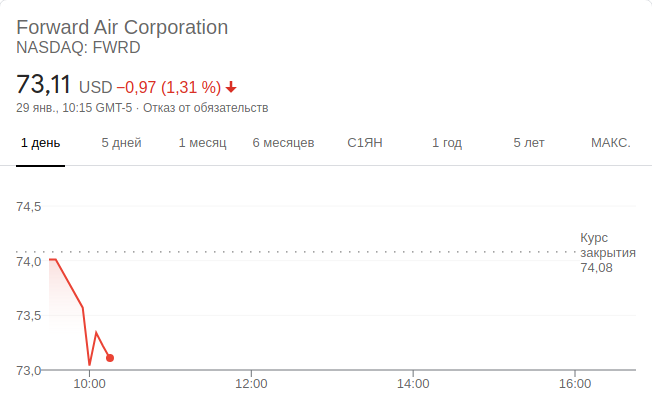 Forward Air Corporation
NASDAQ: FWRD
73,11 USD −0,97 (1,31 %)
29 янв., 10:15 GMT-5 · Отказ от обязательств
1 день 5 дней 1 месяц 6 месяцев С1ЯН 1 год 5 лет МАКС.
74,5
Курс
закрытия
74,08
74,0
73,5
73,0
10:00 12:00 14:00 16:00